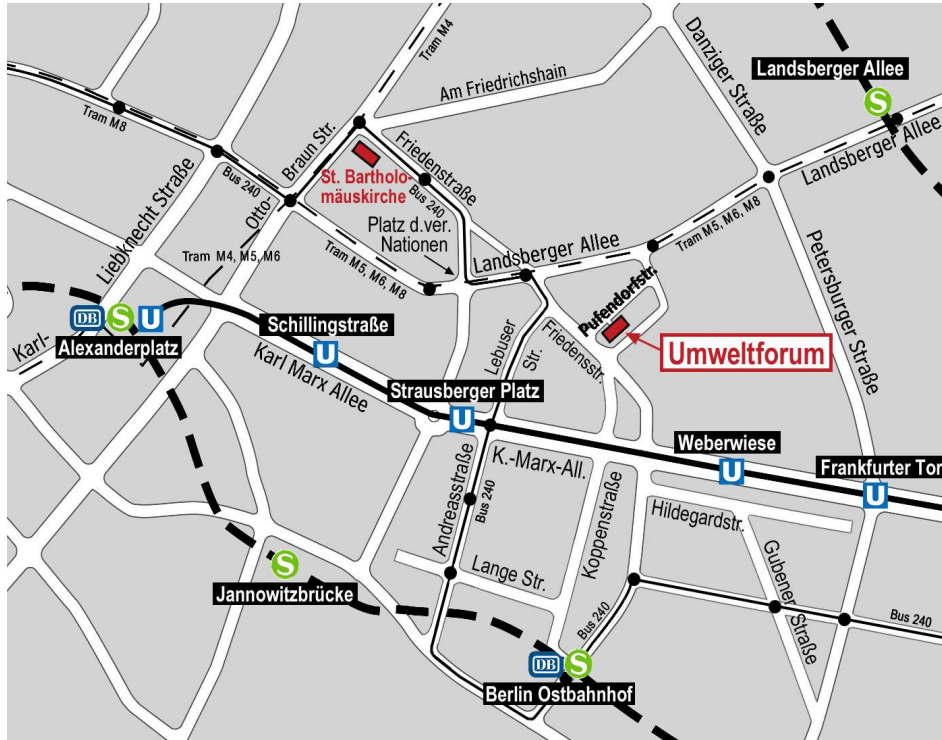 Tram M4
Danziger Straße
Landsberger Allee
S
Am Friedrichshain
Tram M8
Braun Str.
Friedenstraße
Landsberger Allee
St. Bartholo-
mäuskirche
Bus 240
Bus 240
Otto
Liebknecht Straße
Platz d.ver.
Nationen
Tram M5, M6, M8
Petersburger Straße
Tram M4, M5, M6
Tram M5, M6, M8
Landsberger Allee
Pufendorfstr.
DB
S
U
Karl-
Alexanderplatz
Schillingstraße
U
Karl Marx Allee
Lebuser
Str.
Friedensstr.
Umweltforum
Strausberger Platz
U
Weberwiese
U
Frankfurter Tor
U
K.-Marx-All.
Andreasstraße
Bus 240
Koppenstraße
Hildegardstr.
Gubener Straße
S
Jannowitzbrücke
Lange Str.
Bus 240
Bus 240
DB
S
Berlin Ostbahnhof